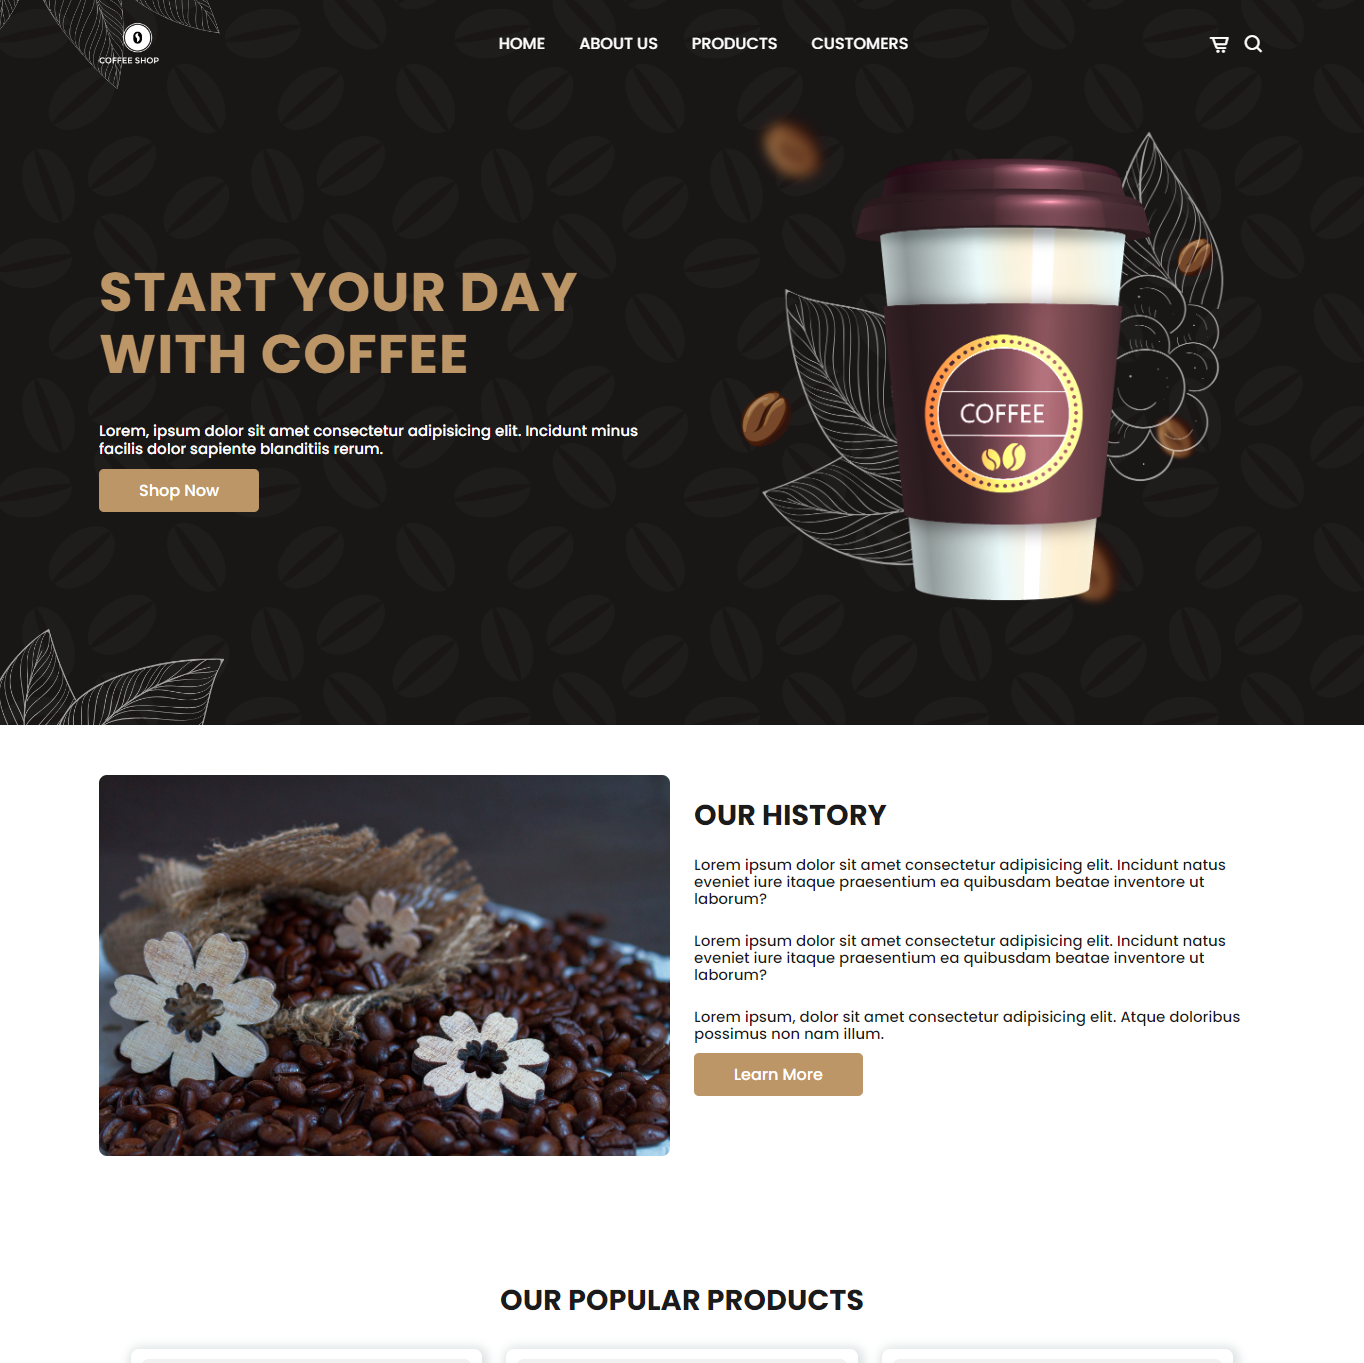 COFFEE SHOP
HOME ABOUT US PRODUCTS CUSTOMERS
START YOUR DAY
WITH COFFEE
Lorem, ipsum dolor sit amet consectetur adipisicing elit. Incidunt minus
facilis dolor sapiente blanditiis rerum.
Shop Now
COFFEE
OUR HISTORY
Lorem ipsum dolor sit amet consectetur adipisicing elit. Incidunt natus
eveniet iure itaque praesentium ea quibusdam beatae inventore ut
laborum?
Lorem ipsum dolor sit amet consectetur adipisicing elit. Incidunt natus
eveniet iure itaque praesentium ea quibusdam beatae inventore ut
laborum?
Lorem ipsum, dolor sit amet consectetur adipisicing elit. Atque doloribus
possimus non nam illum.
Learn More
OUR POPULAR PRODUCTS